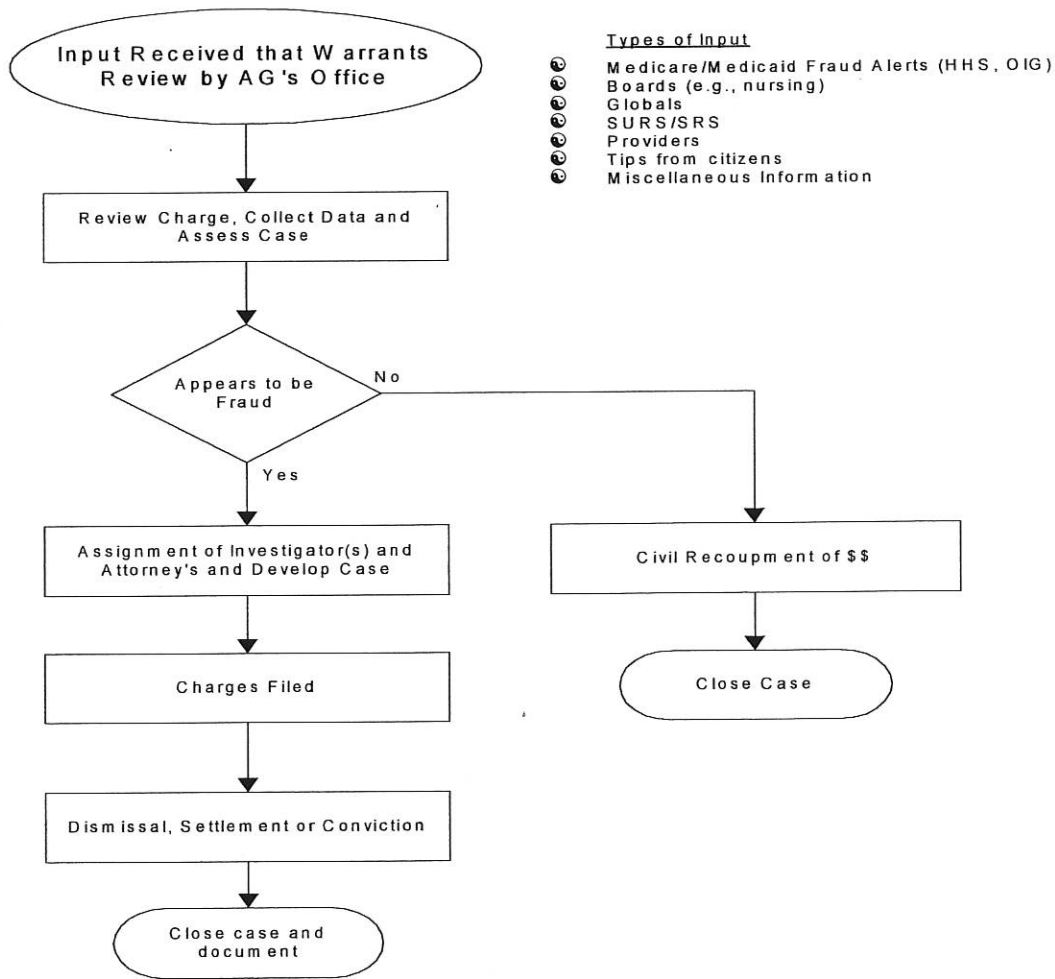 Input Received that Warrants
Review by AG's Office
Types of Input
Medicare/Medicaid Fraud Alerts (HHS, OIG)
Boards (e.g., nursing)
Globals
SURS/SRS
Providers
Tips from citizens
Miscellaneous Information
Review Charge, Collect Data and
Assess Case
Appears to be
Fraud
No
Yes
Assignment of Investigator(s) and
Attorney's and Develop Case
Civil Recoupment of $$
Charges Filed
Close Case
Dismissal, Settlement or Conviction
Close case and
document